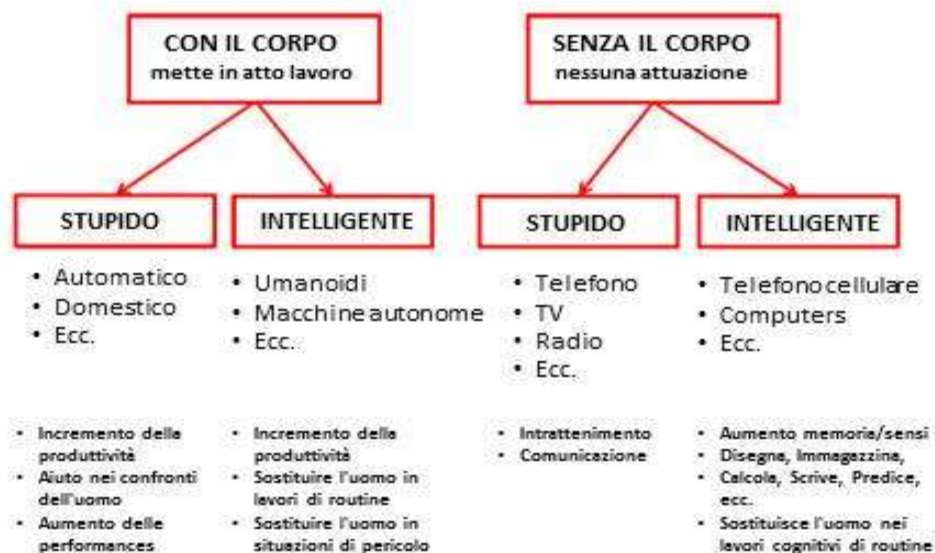 CON IL CORPO
mette in atto lavoro
SENZA IL CORPO
nessuna attuazione
STUPIDO
INTELLIGENTE
STUPIDO
INTELLIGENTE
• Automatico
• Domestico
• Ecc.
• Umanoidi
• Macchine autonome
• Ecc.
• Telefono
• TV
• Radio
• Ecc.
• Telefono cellulare
• Computers
• Ecc.
• Incremento della
produttività
• Aiuto nei confronti
dell'uomo
• Aumento delle
performances
• Incremento della
produttività
• Sostituire l'uomo in
lavori di routine
• Sostituire l'uomo in
situazioni di pericolo
• Intrattenimento
• Comunicazione
• Aumento memoria/sensi
• Disegna, Immagazzina,
• Calcola, Scrive, Predice,
ecc.
• Sostituisce l'uomo nei
lavori cognitivi di routine